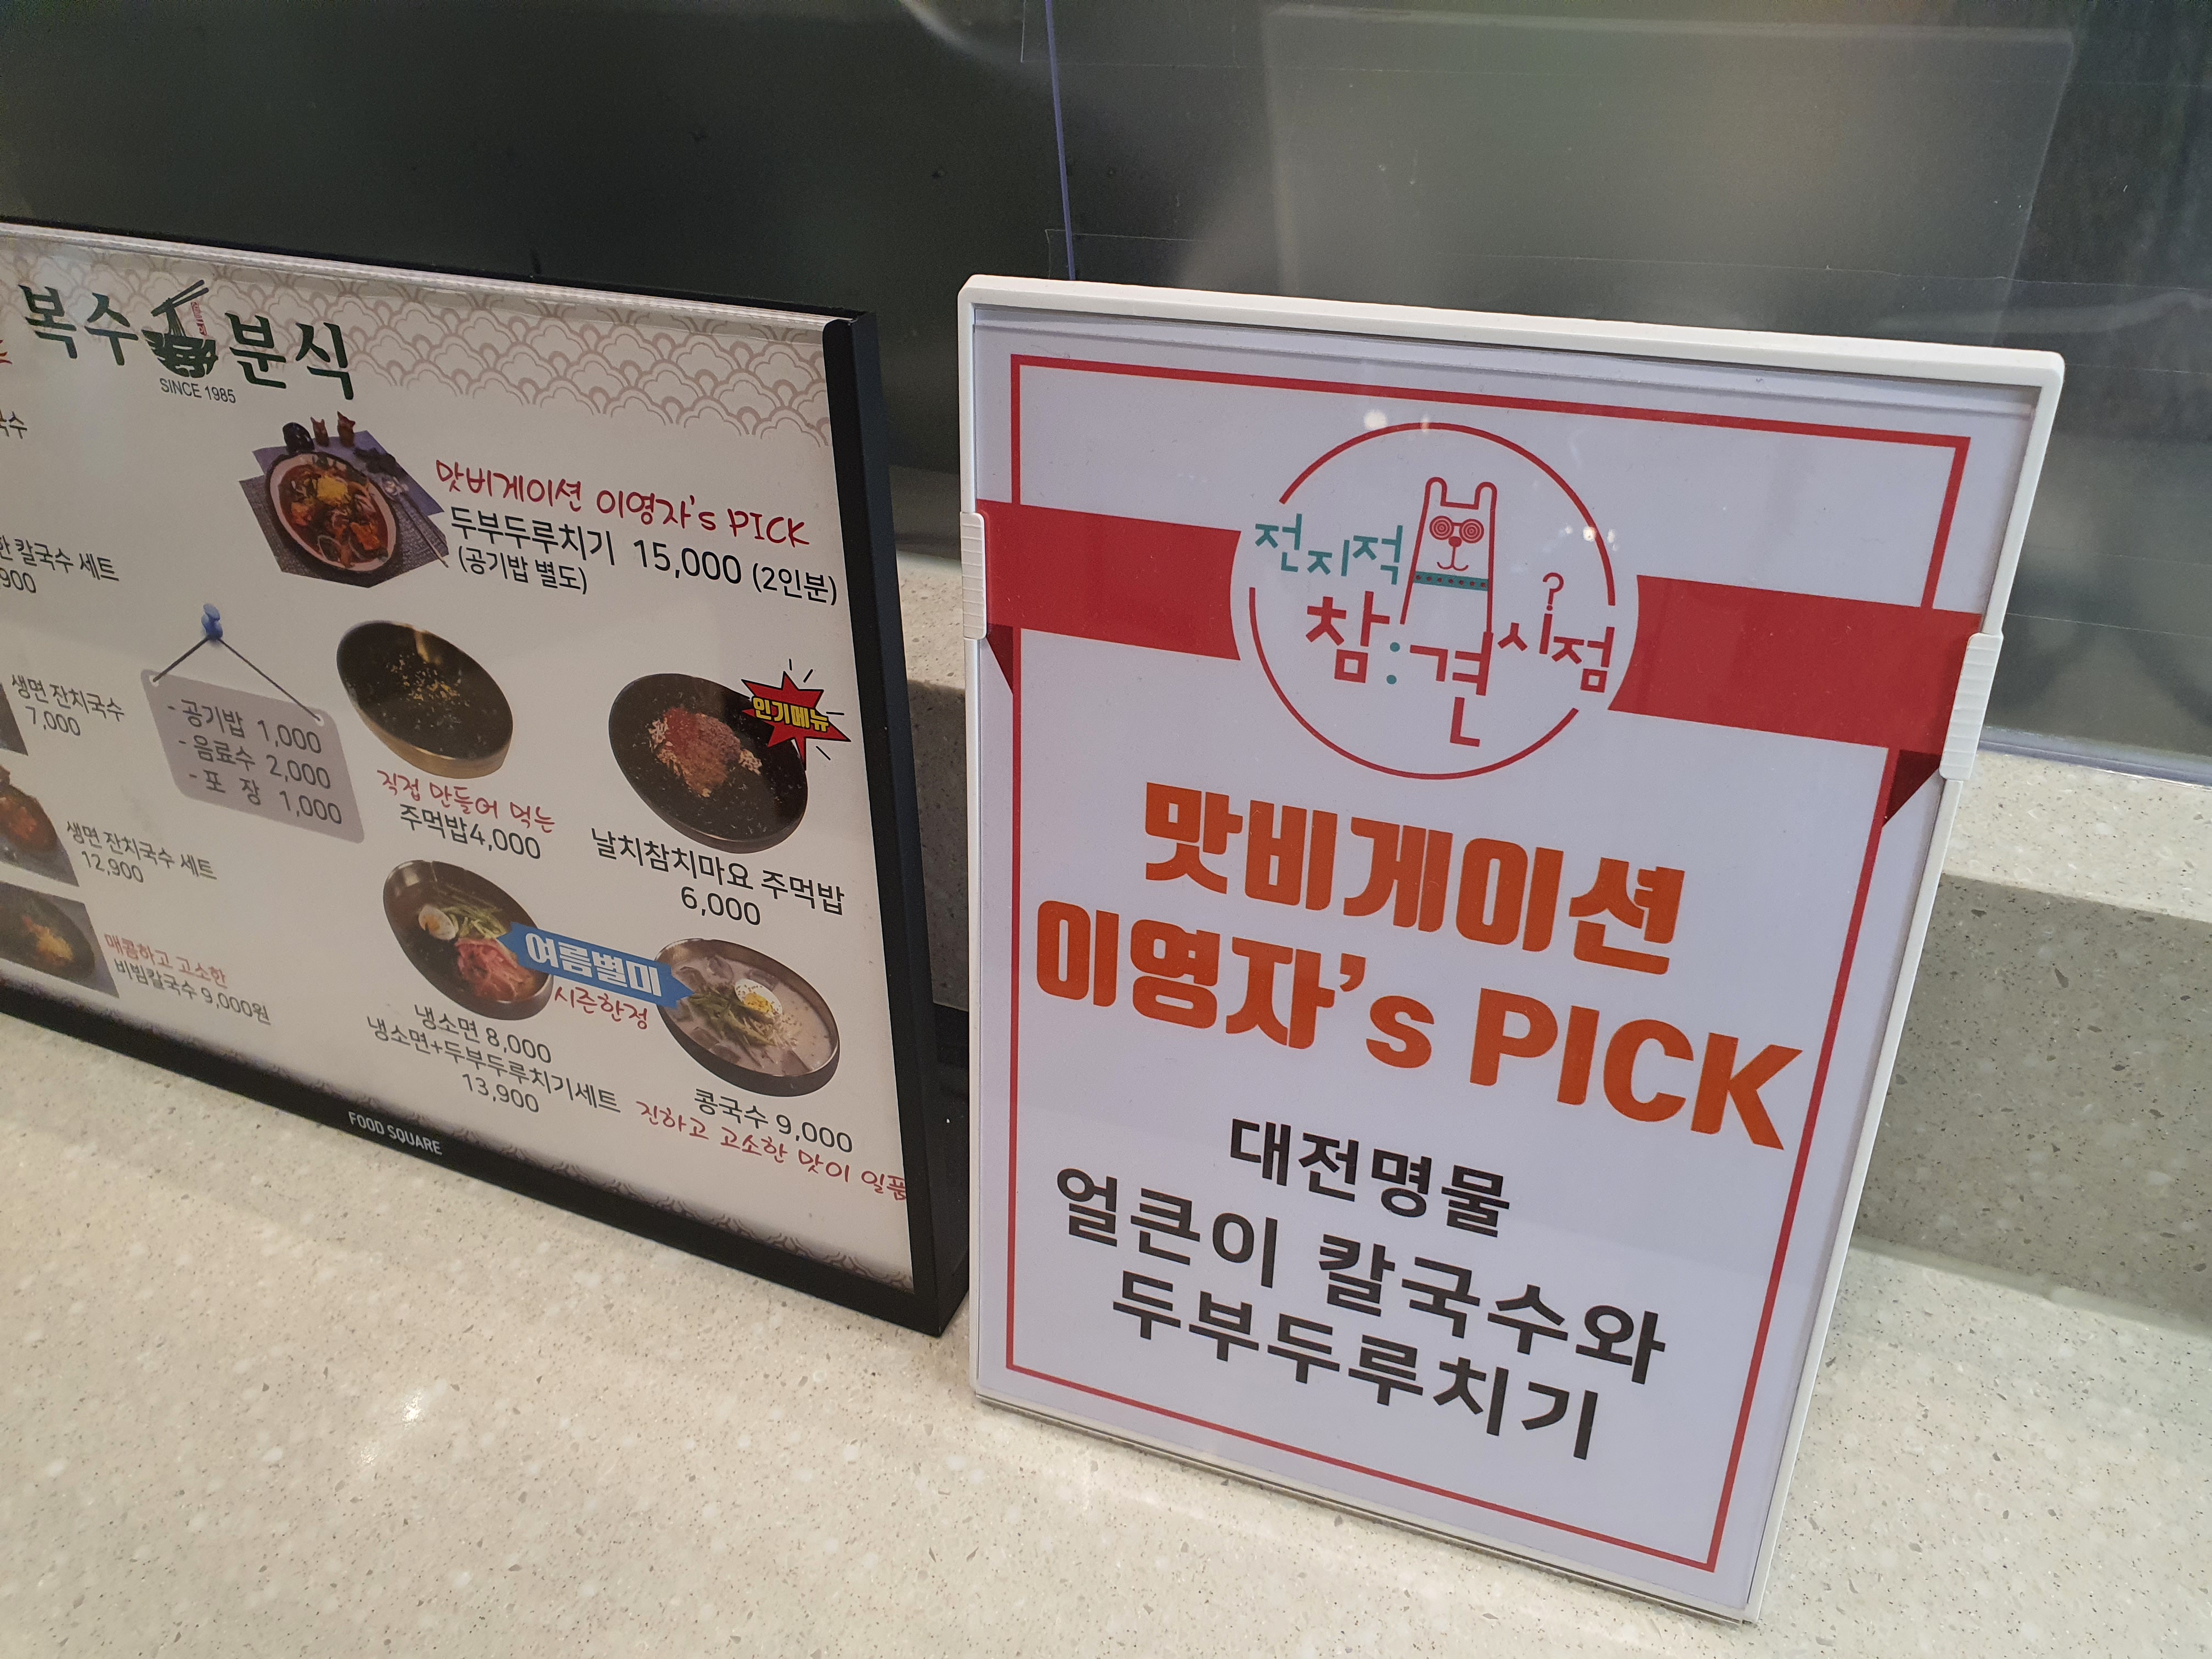 복수 분식
SINCE 1985
맛비게이션 이영자's PICK
두부두루치기 15,000 (2인분)
(공기밥 별도)
칼국수 세트
900
생면 잔치국수
7,000
- 공기밥 1,000
- 음료수 2,000
- 포 장 1,000
직접 만들어 먹는
주먹밥4,000
인기메뉴
날치참치마요 주먹밥
6,000
생면 잔치국수 세트
12,900
매콤하고 고소한
비빔칼국수 9,000원
여름별미
시즌한정
냉소면 8,000
냉소면+두부두루치기세트
13,900
콩국수 9,000
진하고 고소한 맛이 일품
FOOD SQUARE
전지적
참:견
시점
?
맛비게이션
이영자's PICK
대전명물
얼큰이 칼국수와
두부두루치기